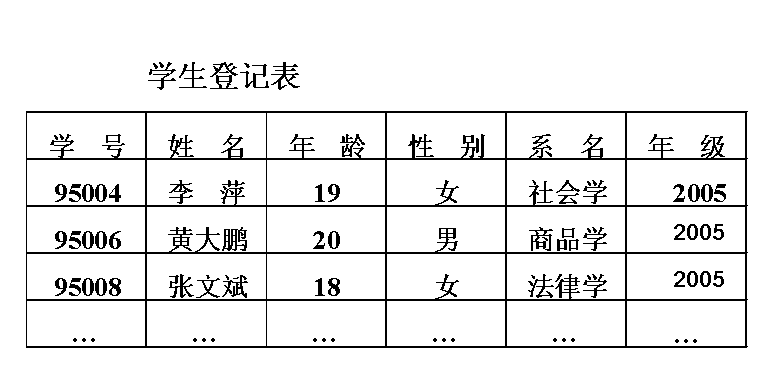 学生登记表
学 号 姓 名 年 龄 性 别 系 名 年 级
95004 李 萍 19 女 社会学 2005
95006 黄大鹏 20 男 商品学 2005
95008 张文斌 18 女 法律学 2005
… … … … … …